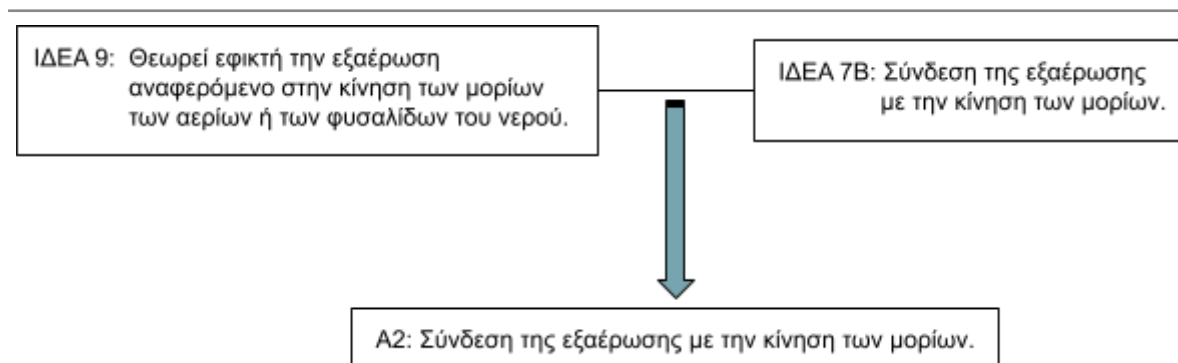 ΙΔΕΑ 9: Θεωρεί εφικτή την εξαέρωση
αναφερόμενο στην κίνηση των μορίων
των αερίων ή των φυσαλίδων του νερού.
ΙΔΕΑ 7Β: Σύνδεση της εξαέρωσης
με την κίνηση των μορίων.
Α2: Σύνδεση της εξαέρωσης με την κίνηση των μορίων.